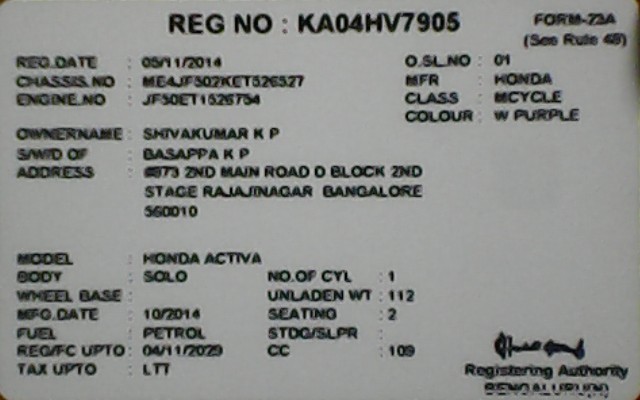 REG NO : KA04HV7905
FORM-23A
(See Rule 48)
REG.DATE : 05/11/2014 O.SL.NO : 01
CHASSIS.NO : ME4JF502KET526527 MFR : HONDA
ENGINE.NO : JF50ET1526754 CLASS : MCYCLE
COLOUR : W PURPLE
OWNERNAME : SHIVAKUMAR K P
S/W/D OF : BASAPPA K P
ADDRESS : 2ND MAIN ROAD D BLOCK 2ND
STAGE RAJAJINAGAR BANGALORE
560010
MODEL : HONDA ACTIVA
BODY : SOLO NO.OF CYL : 1
WHEEL BASE : UNLADEN WT : 112
MFG.DATE : 10/2014 SEATING : 2
FUEL : PETROL STDG/SLPR :
REG/FC UPTO : 04/11/2029 CC : 109
TAX UPTO : LTT
Registering Authority
BENGALURU(N)